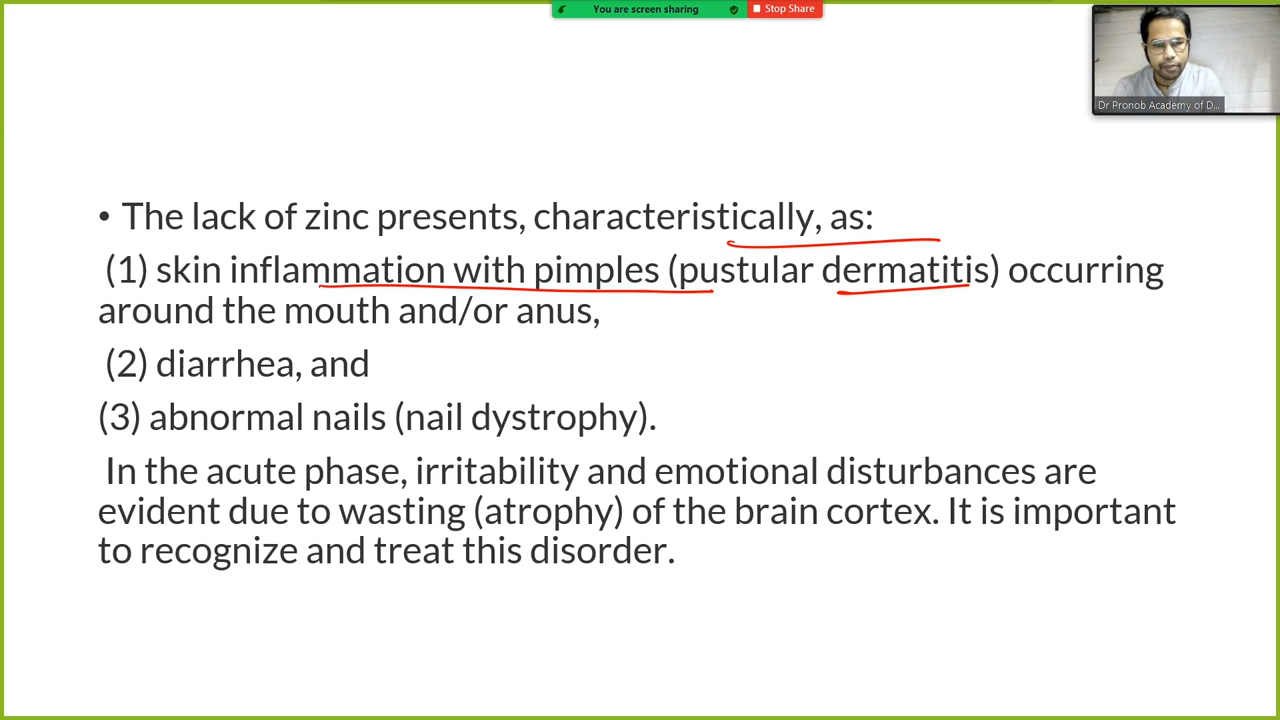 You are screen sharing
Stop Share
Dr Pronob Academy of D...
• The lack of zinc presents, characteristically, as:
(1) skin inflammation with pimples (pustular dermatitis) occurring
around the mouth and/or anus,
(2) diarrhea, and
(3) abnormal nails (nail dystrophy).
In the acute phase, irritability and emotional disturbances are
evident due to wasting (atrophy) of the brain cortex. It is important
to recognize and treat this disorder.